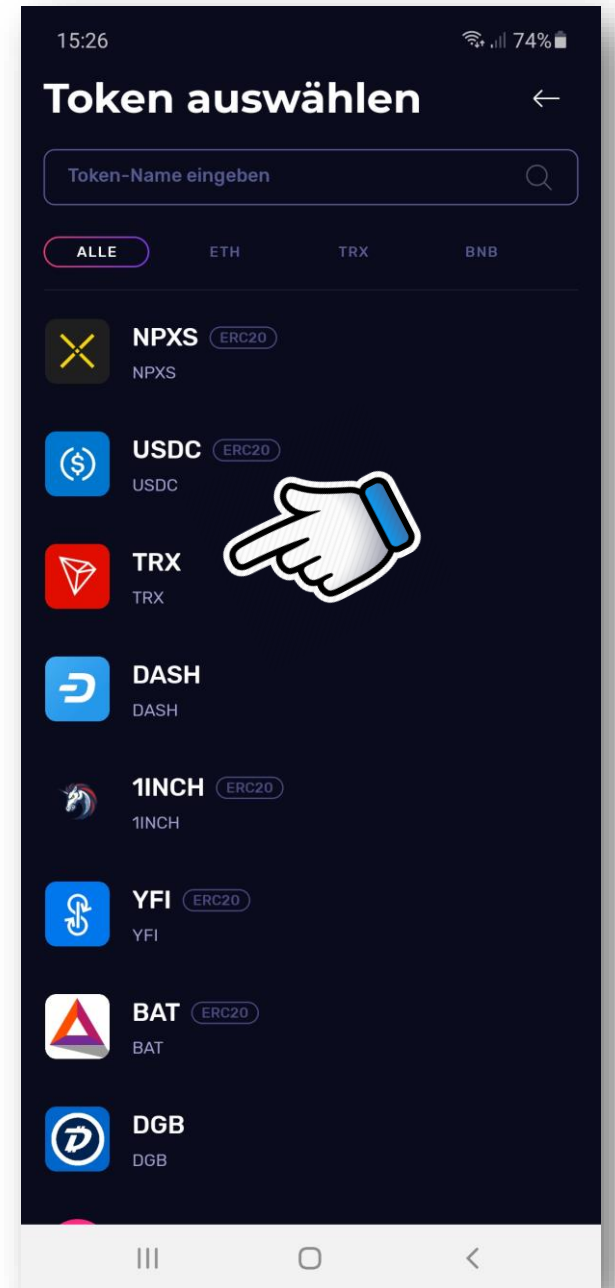 15:26 74%
Token auswählen
Token-Name eingeben
ALLE ETH TRX BNB
NPXS ERC20
NPXS
USDC ERC20
USDC
TRX
TRX
DASH
DASH
1INCH ERC20
1INCH
YFI ERC20
YFI
BAT ERC20
BAT
DGB
DGB